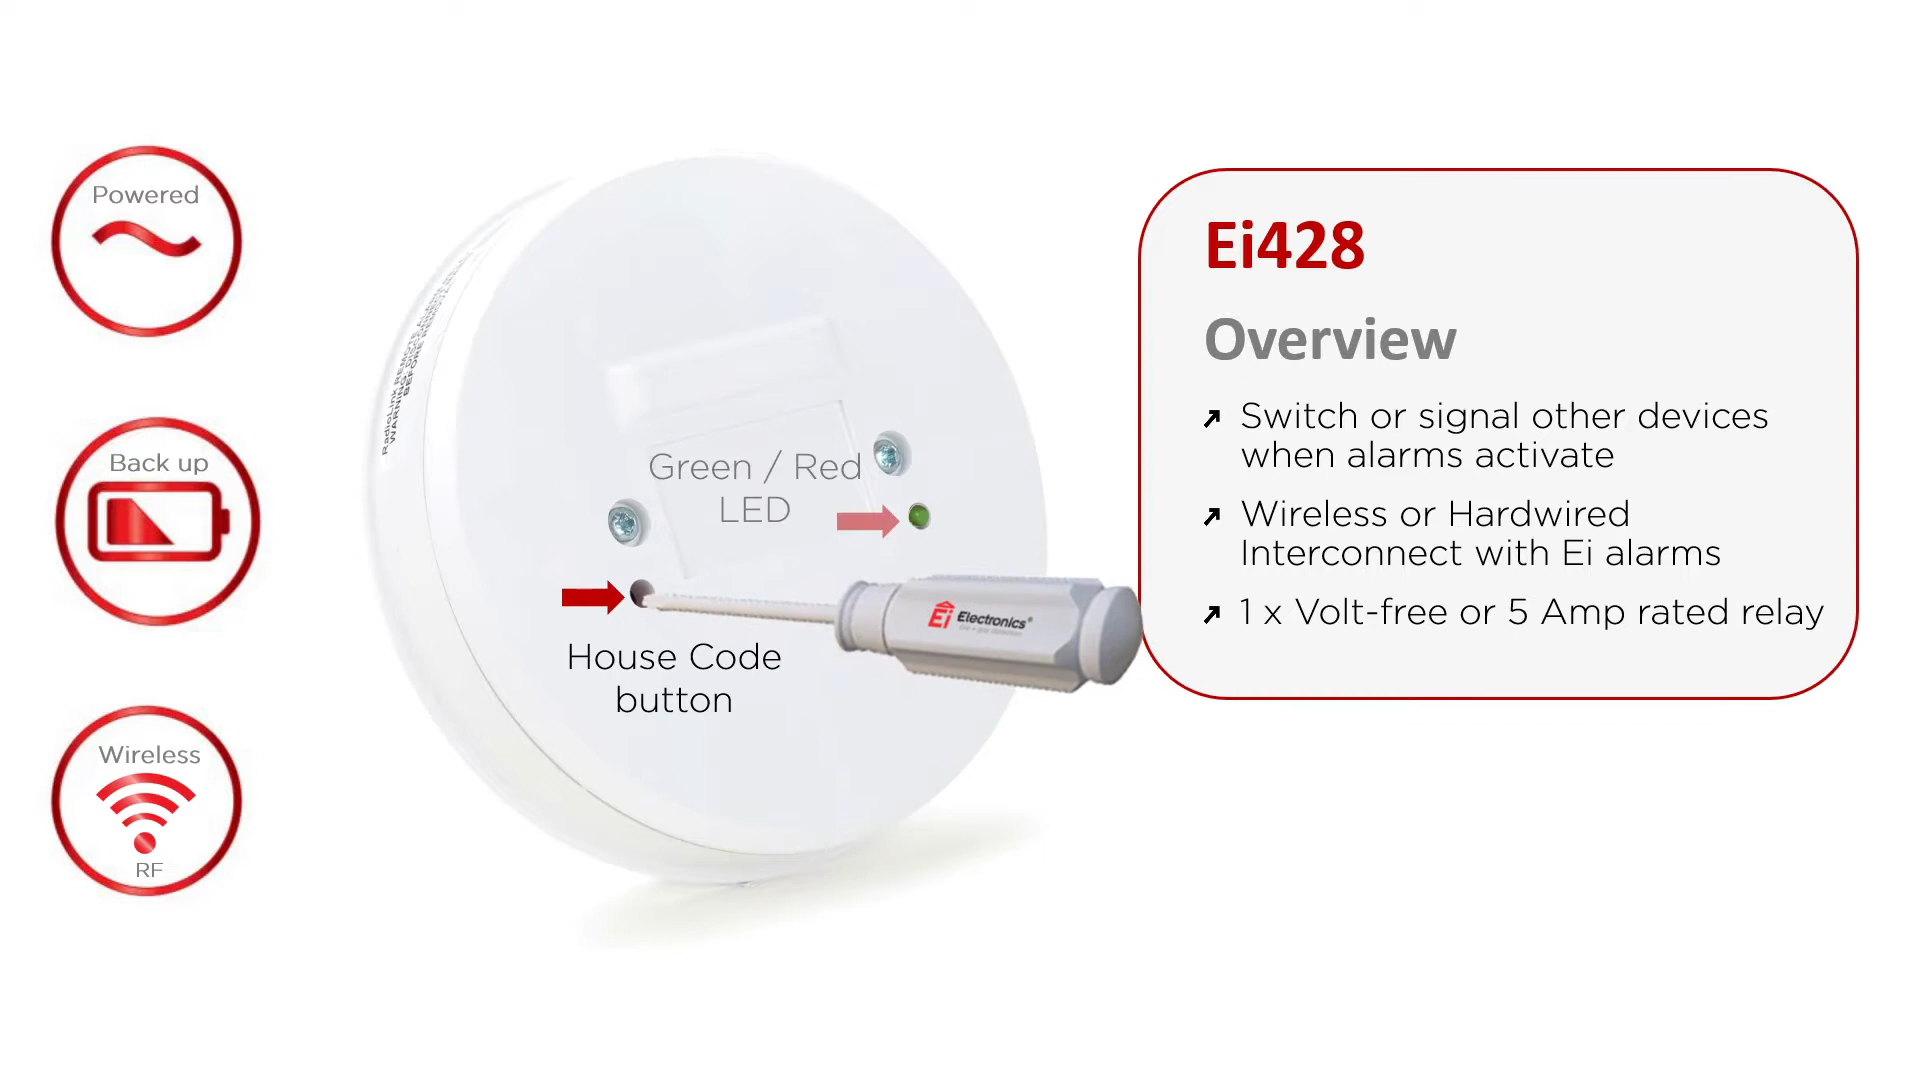 Powered
Back up
Wireless
RF
Green / Red
LED
House Code
button
Ei Electronics®
Ei428
Overview
Switch or signal other devices
when alarms activate
Wireless or Hardwired
Interconnect with Ei alarms
1 x Volt-free or 5 Amp rated relay